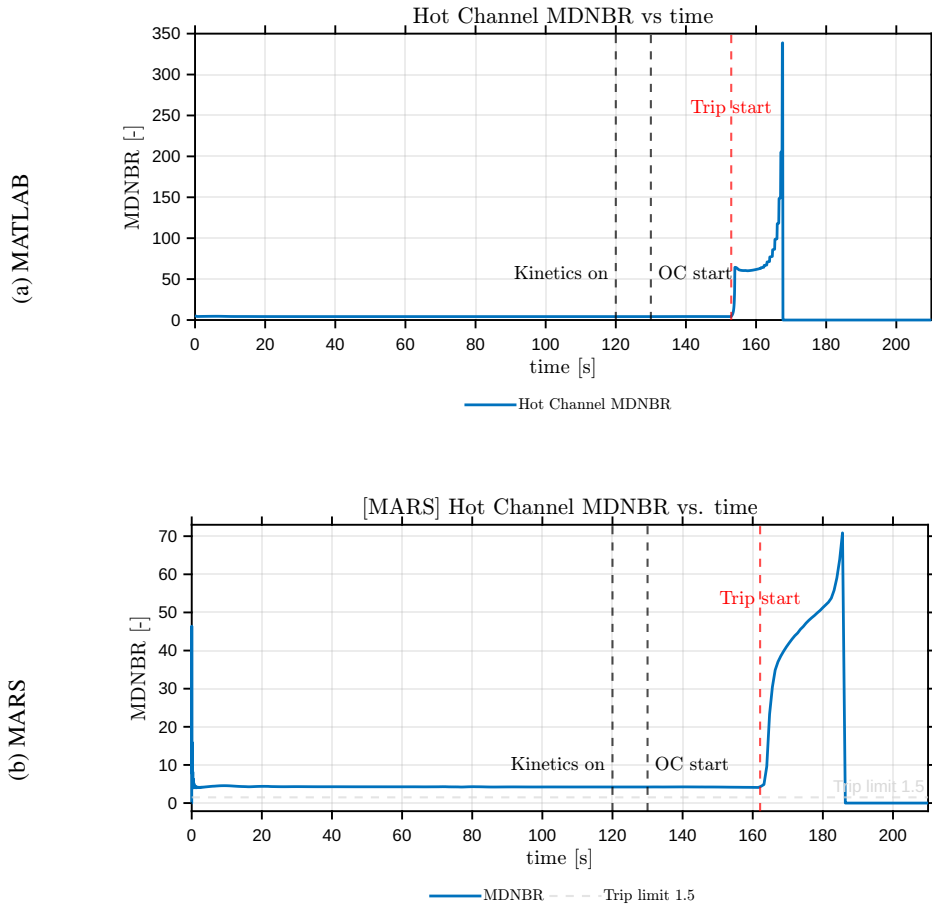 Hot Channel MDNBR vs time
350
300
250
200
150
100
50
0
MDNBR [-]
(a) MATLAB
Trip start
Kinetics on
OC start
0 20 40 60 80 100 120 140 160 180 200
time [s]
Hot Channel MDNBR
[MARS] Hot Channel MDNBR vs. time
70
60
50
40
30
20
10
0
MDNBR [-]
(b) MARS
Trip start
Kinetics on
OC start
Trip limit 1.5
0 20 40 60 80 100 120 140 160 180 200
time [s]
MDNBR Trip limit 1.5